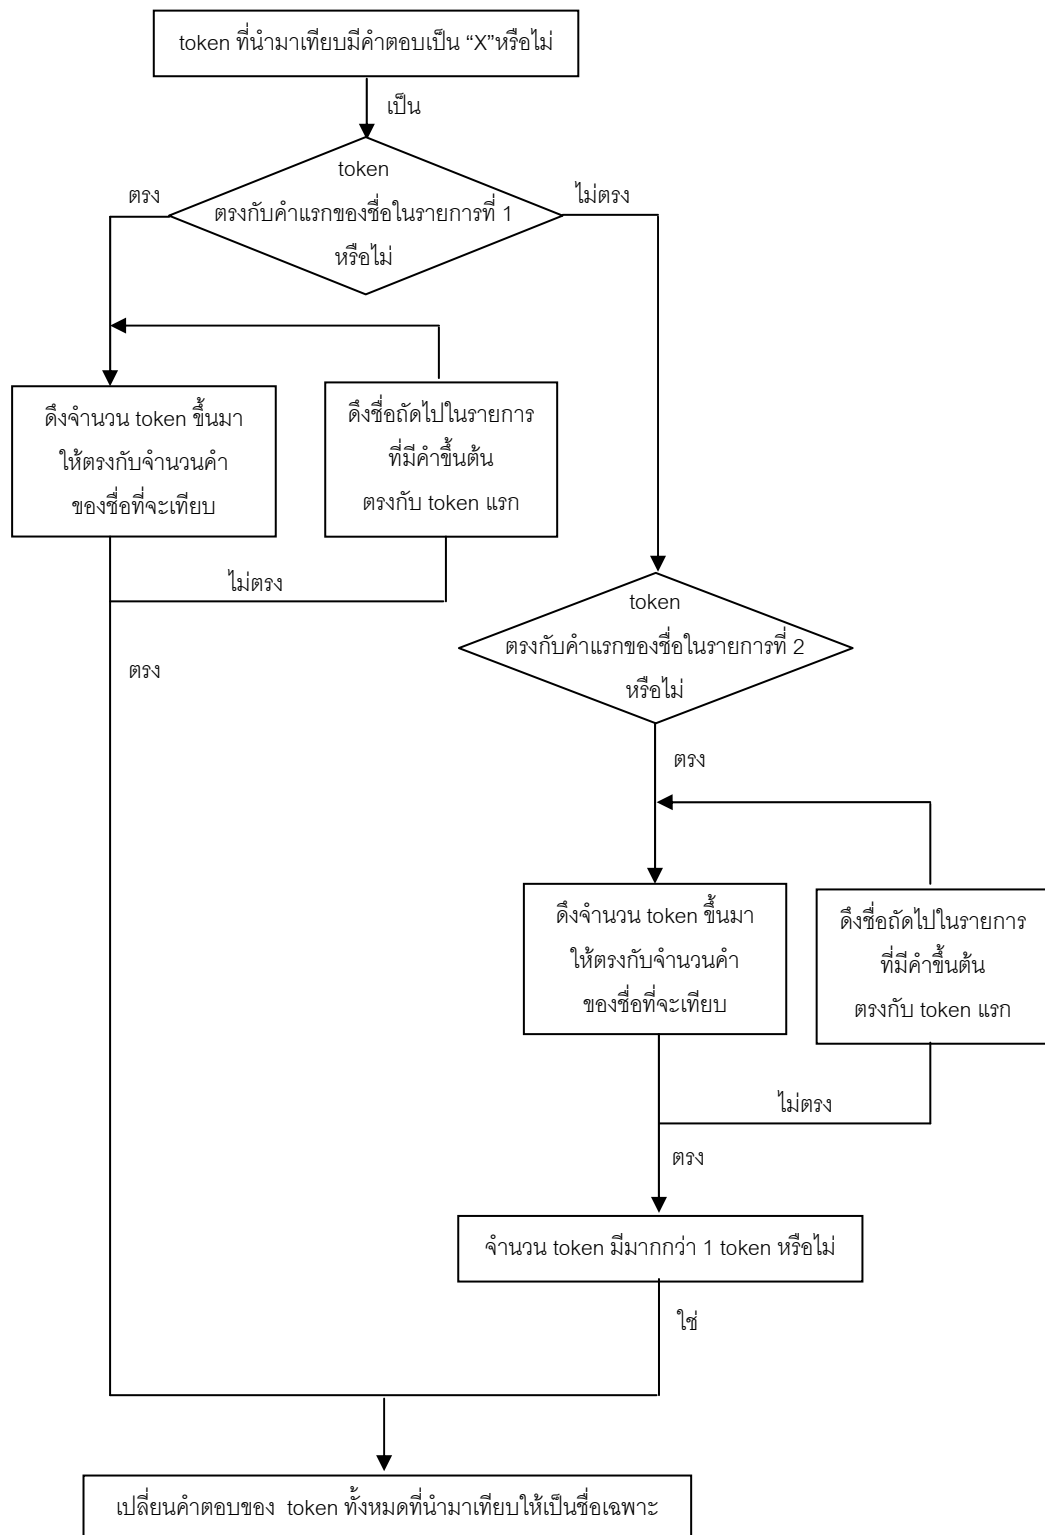 token ที่นำมาเทียบมีคำตอบเป็น “X”หรือไม่
เป็น
token
ตรงกับคำแรกของชื่อในรายการที่ 1
หรือไม่
ตรง
ไม่ตรง
ดึงจำนวน token ขึ้นมา
ให้ตรงกับจำนวนคำ
ของชื่อที่จะเทียบ
ดึงชื่อถัดไปในรายการ
ที่มีคำขึ้นต้น
ตรงกับ token แรก
ไม่ตรง
ตรง
token
ตรงกับคำแรกของชื่อในรายการที่ 2
หรือไม่
ตรง
ดึงจำนวน token ขึ้นมา
ให้ตรงกับจำนวนคำ
ของชื่อที่จะเทียบ
ดึงชื่อถัดไปในรายการ
ที่มีคำขึ้นต้น
ตรงกับ token แรก
ไม่ตรง
ตรง
จำนวน token มีมากกว่า 1 token หรือไม่
ใช่
เปลี่ยนคำตอบของ token ทั้งหมดที่นำมาเทียบให้เป็นชื่อเฉพาะ